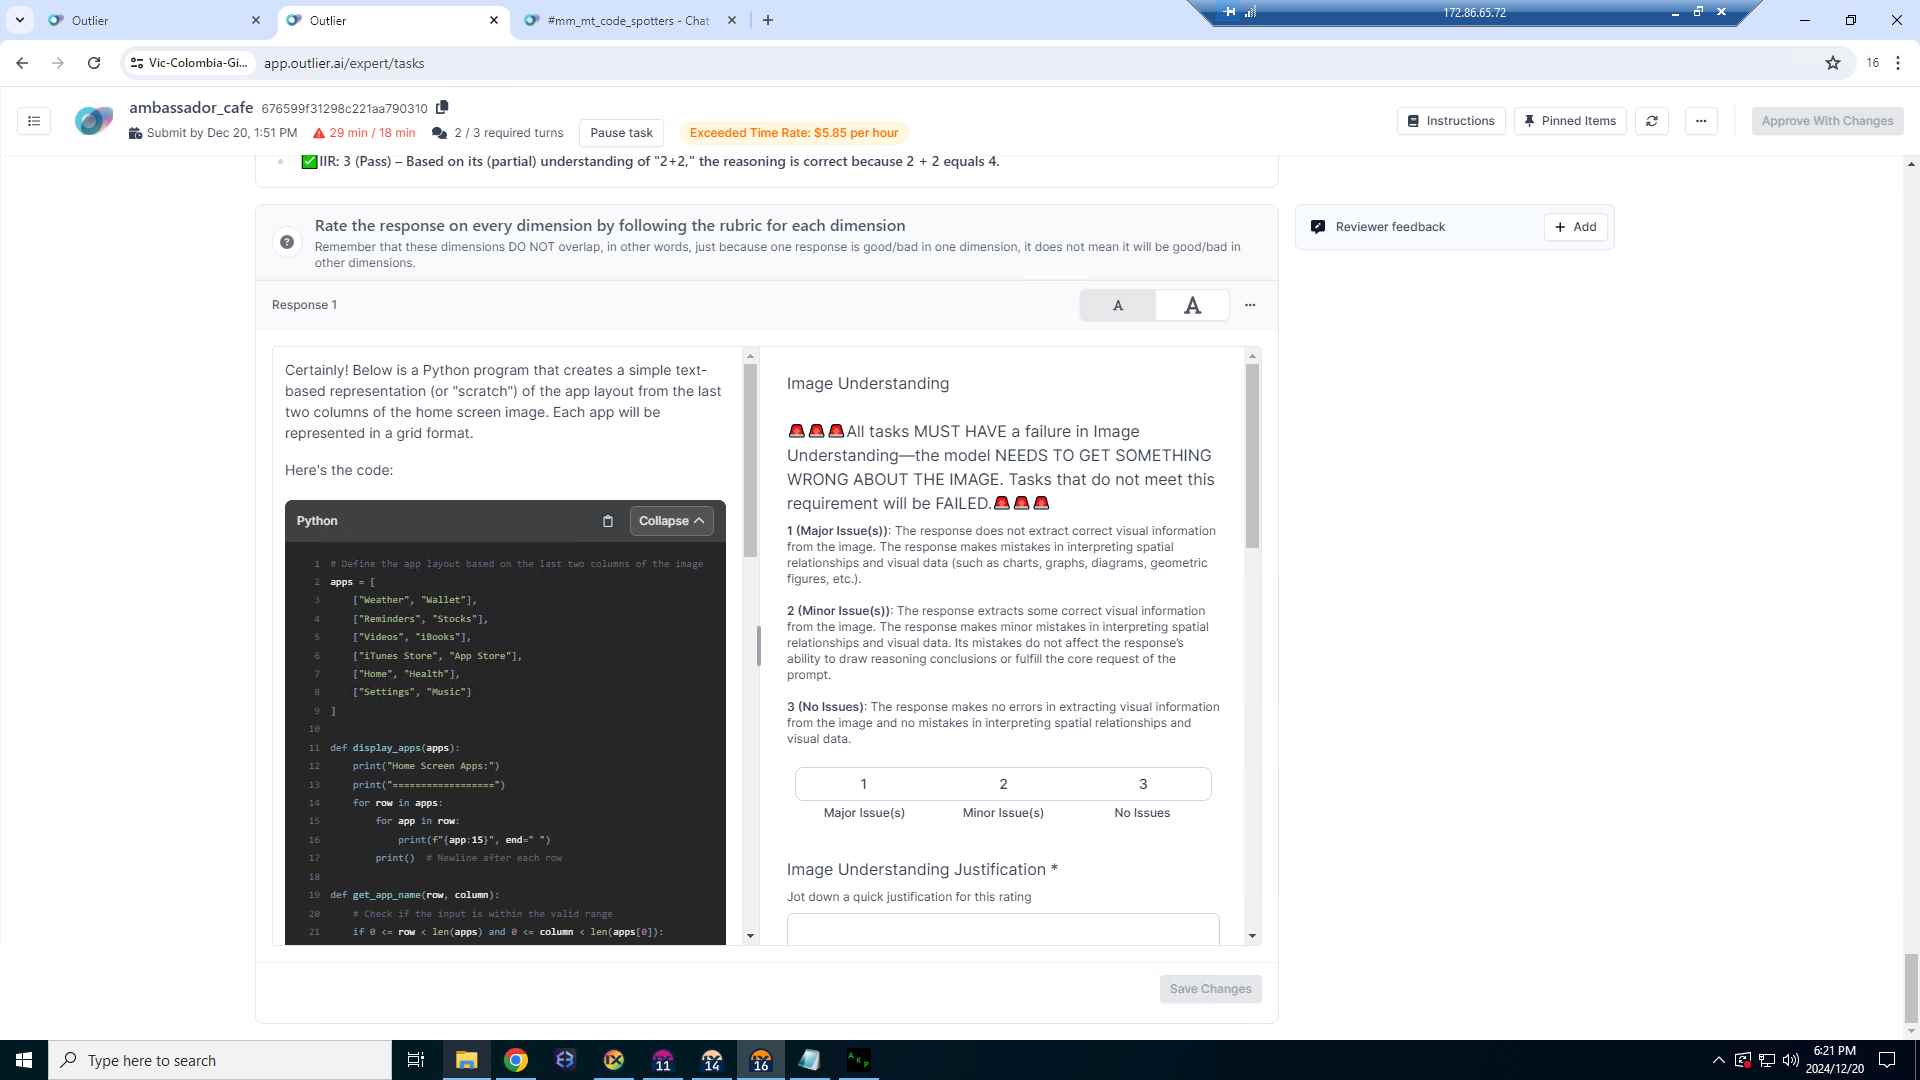 Outlier
Outlier
#mm_mt_code_spotters - Chat
172.86.65.72
Vic-Colombia-Gi...
app.outlier.ai/expert/tasks
16
ambassador_cafe 676599f31298c221aa790310
Submit by Dec 20, 1:51 PM
29 min / 18 min
2 / 3 required turns
Pause task
Exceeded Time Rate: $5.85 per hour
Instructions
Pinned Items
Approve With Changes
IIR: 3 (Pass) – Based on its (partial) understanding of "2+2," the reasoning is correct because 2 + 2 equals 4.
Rate the response on every dimension by following the rubric for each dimension
Remember that these dimensions DO NOT overlap, in other words, just because one response is good/bad in one dimension, it does not mean it will be good/bad in
other dimensions.
Reviewer feedback
Add
Response 1
A
A
Certainly! Below is a Python program that creates a simple text-
based representation (or "scratch") of the app layout from the last
two columns of the home screen image. Each app will be
represented in a grid format.
Here's the code:
Python
Collapse
1 # Define the app layout based on the last two columns of the image
2 apps = [
3 ["Weather", "Wallet"],
4 ["Reminders", "Stocks"],
5 ["Videos", "iBooks"],
6 ["iTunes Store", "App Store"],
7 ["Home", "Health"],
8 ["Settings", "Music"]
9 ]
10
11 def display_apps(apps):
12 print("Home Screen Apps:")
13 print("==================")
14 for row in apps:
15 for app in row:
16 print(f"{app:15}", end=" ")
17 print() # Newline after each row
18
19 def get_app_name(row, column):
20 # Check if the input is within the valid range
21 if 0 <= row < len(apps) and 0 <= column < len(apps[0]):
Image Understanding
All tasks MUST HAVE a failure in Image
Understanding—the model NEEDS TO GET SOMETHING
WRONG ABOUT THE IMAGE. Tasks that do not meet this
requirement will be FAILED.
1 (Major Issue(s)): The response does not extract correct visual information
from the image. The response makes mistakes in interpreting spatial
relationships and visual data (such as charts, graphs, diagrams, geometric
figures, etc.).
2 (Minor Issue(s)): The response extracts some correct visual information
from the image. The response makes minor mistakes in interpreting spatial
relationships and visual data. Its mistakes do not affect the response's
ability to draw reasoning conclusions or fulfill the core request of the
prompt.
3 (No Issues): The response makes no errors in extracting visual information
from the image and no mistakes in interpreting spatial relationships and
visual data.
1 2 3
Major Issue(s) Minor Issue(s) No Issues
Image Understanding Justification *
Jot down a quick justification for this rating
Save Changes
Type here to search
11
14
16
6:21 PM
2024/12/20